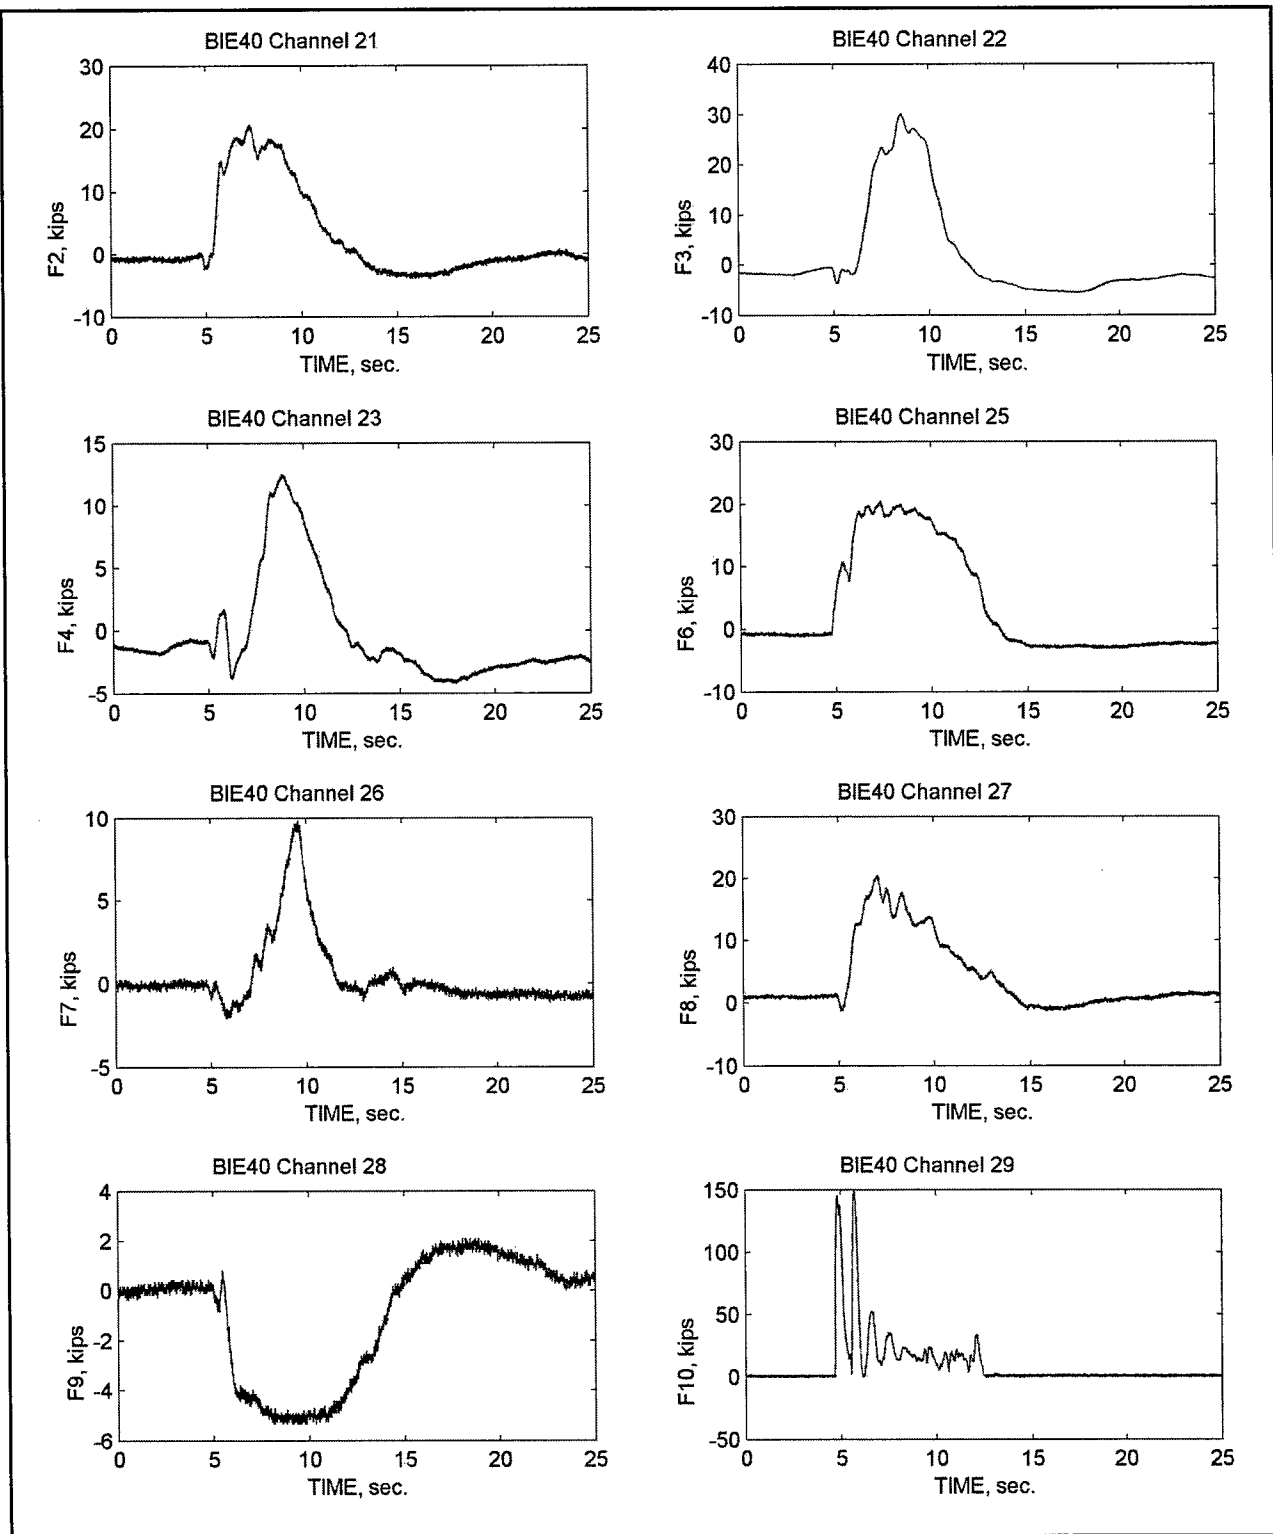 BIE40 Channel 21
30
20
10
0
-10
F2, kips
0 5 10 15 20 25
TIME, sec.
BIE40 Channel 22
40
30
20
10
0
-10
F3, kips
0 5 10 15 20 25
TIME, sec.
BIE40 Channel 23
15
10
5
0
-5
F4, kips
0 5 10 15 20 25
TIME, sec.
BIE40 Channel 25
30
20
10
0
-10
F6, kips
0 5 10 15 20 25
TIME, sec.
BIE40 Channel 26
10
5
0
-5
F7, kips
0 5 10 15 20 25
TIME, sec.
BIE40 Channel 27
30
20
10
0
-10
F8, kips
0 5 10 15 20 25
TIME, sec.
BIE40 Channel 28
4
2
0
-2
-4
-6
F9, kips
0 5 10 15 20 25
TIME, sec.
BIE40 Channel 29
150
100
50
0
-50
F10, kips
0 5 10 15 20 25
TIME, sec.